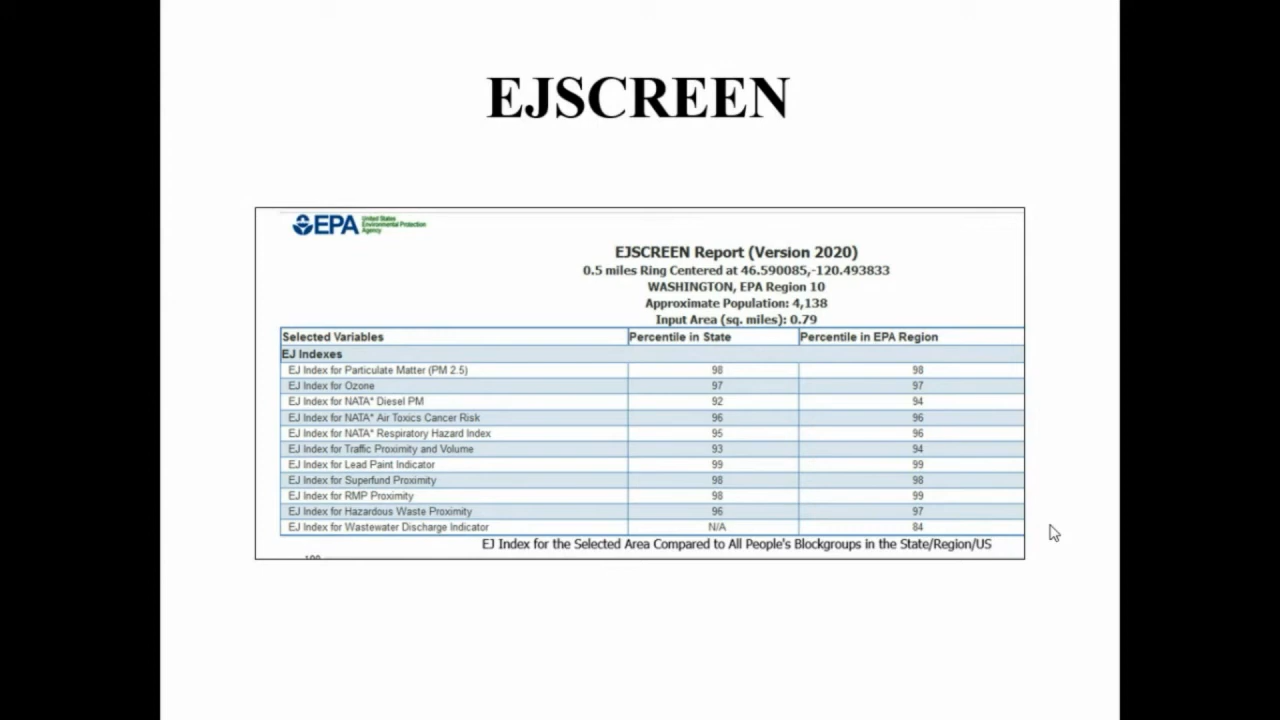 EJSCREEN
EPA United States Environmental Protection Agency
EJSCREEN Report (Version 2020)
0.5 miles Ring Centered at 46.590085,-120.493833
WASHINGTON, EPA Region 10
Approximate Population: 4,138
Input Area (sq. miles): 0.79
Selected Variables Percentile in State Percentile in EPA Region
EJ Indexes
EJ Index for Particulate Matter (PM 2.5) 98 98
EJ Index for Ozone 97 97
EJ Index for NATA* Diesel PM 92 94
EJ Index for NATA* Air Toxics Cancer Risk 96 96
EJ Index for NATA* Respiratory Hazard Index 95 96
EJ Index for Traffic Proximity and Volume 93 94
EJ Index for Lead Paint Indicator 99 99
EJ Index for Superfund Proximity 98 98
EJ Index for RMP Proximity 98 99
EJ Index for Hazardous Waste Proximity 96 97
EJ Index for Wastewater Discharge Indicator N/A 84
EJ Index for the Selected Area Compared to All People's Blockgroups in the State/Region/US